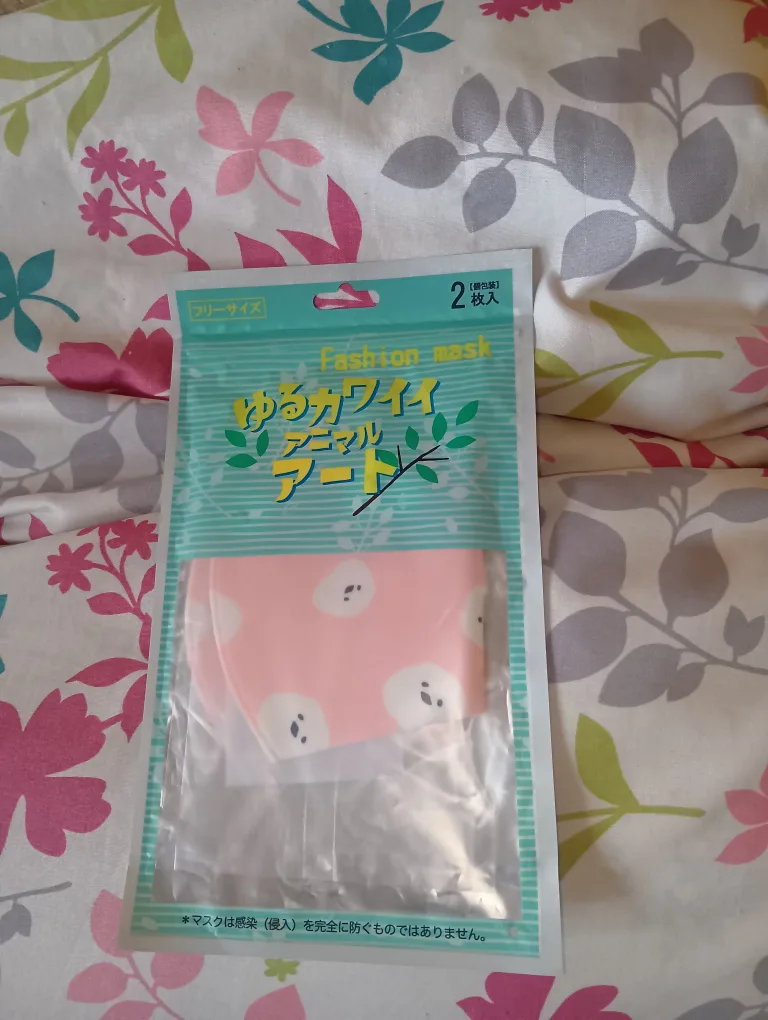 フリーサイズ
2枚入
【個包装】
Fashion mask
ゆるカワイイ
アニマル
アート
＊マスクは感染（侵入）を完全に防ぐものではありません。